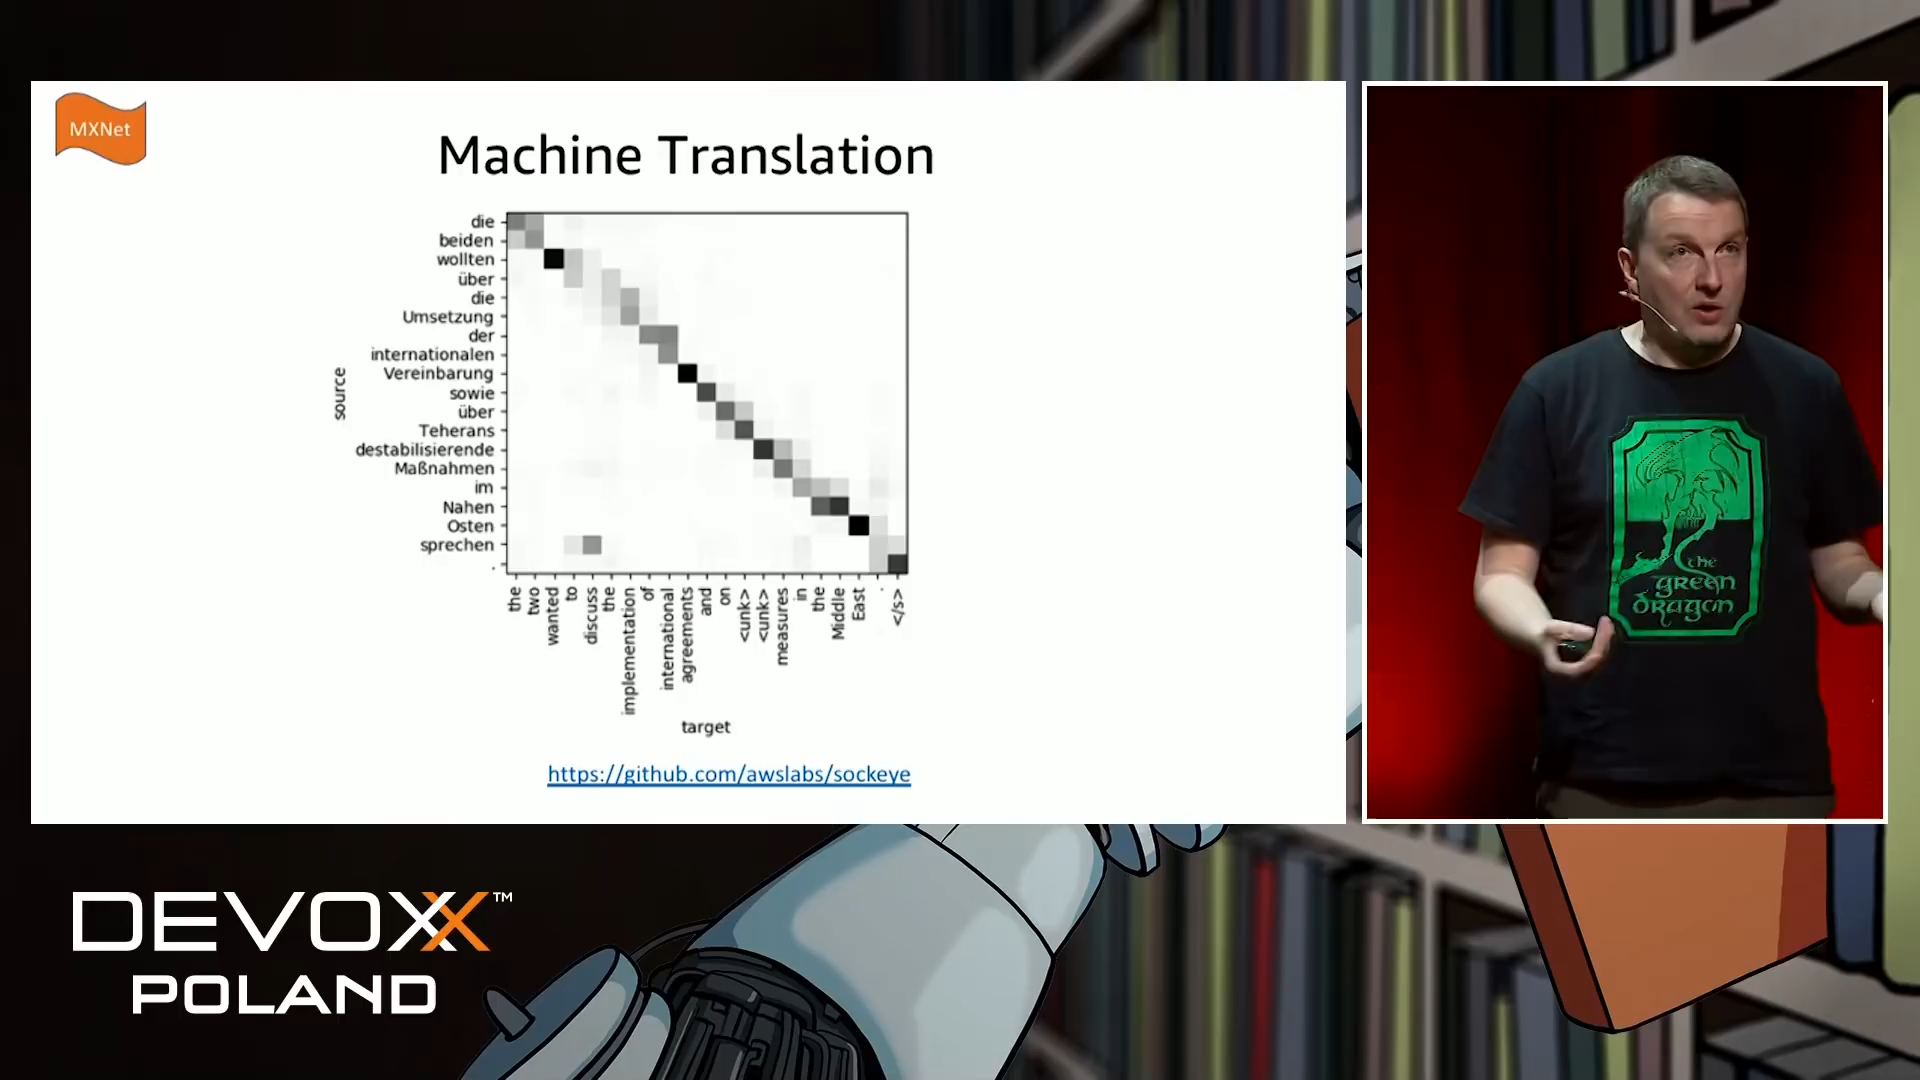 MXNet
Machine Translation
source
die
beiden
wollten
über
die
Umsetzung
der
internationalen
Vereinbarung
sowie
über
Teherans
destabilisierende
Maßnahmen
im
Nahen
Osten
sprechen
.
the
two
wanted
to
discuss
the
implementation
of
international
agreements
and
on
<unk>
<unk>
measures
in
the
Middle
East
.
</s>
target
https://github.com/awslabs/sockeye
the
green
dragon
DEVOXX™
POLAND